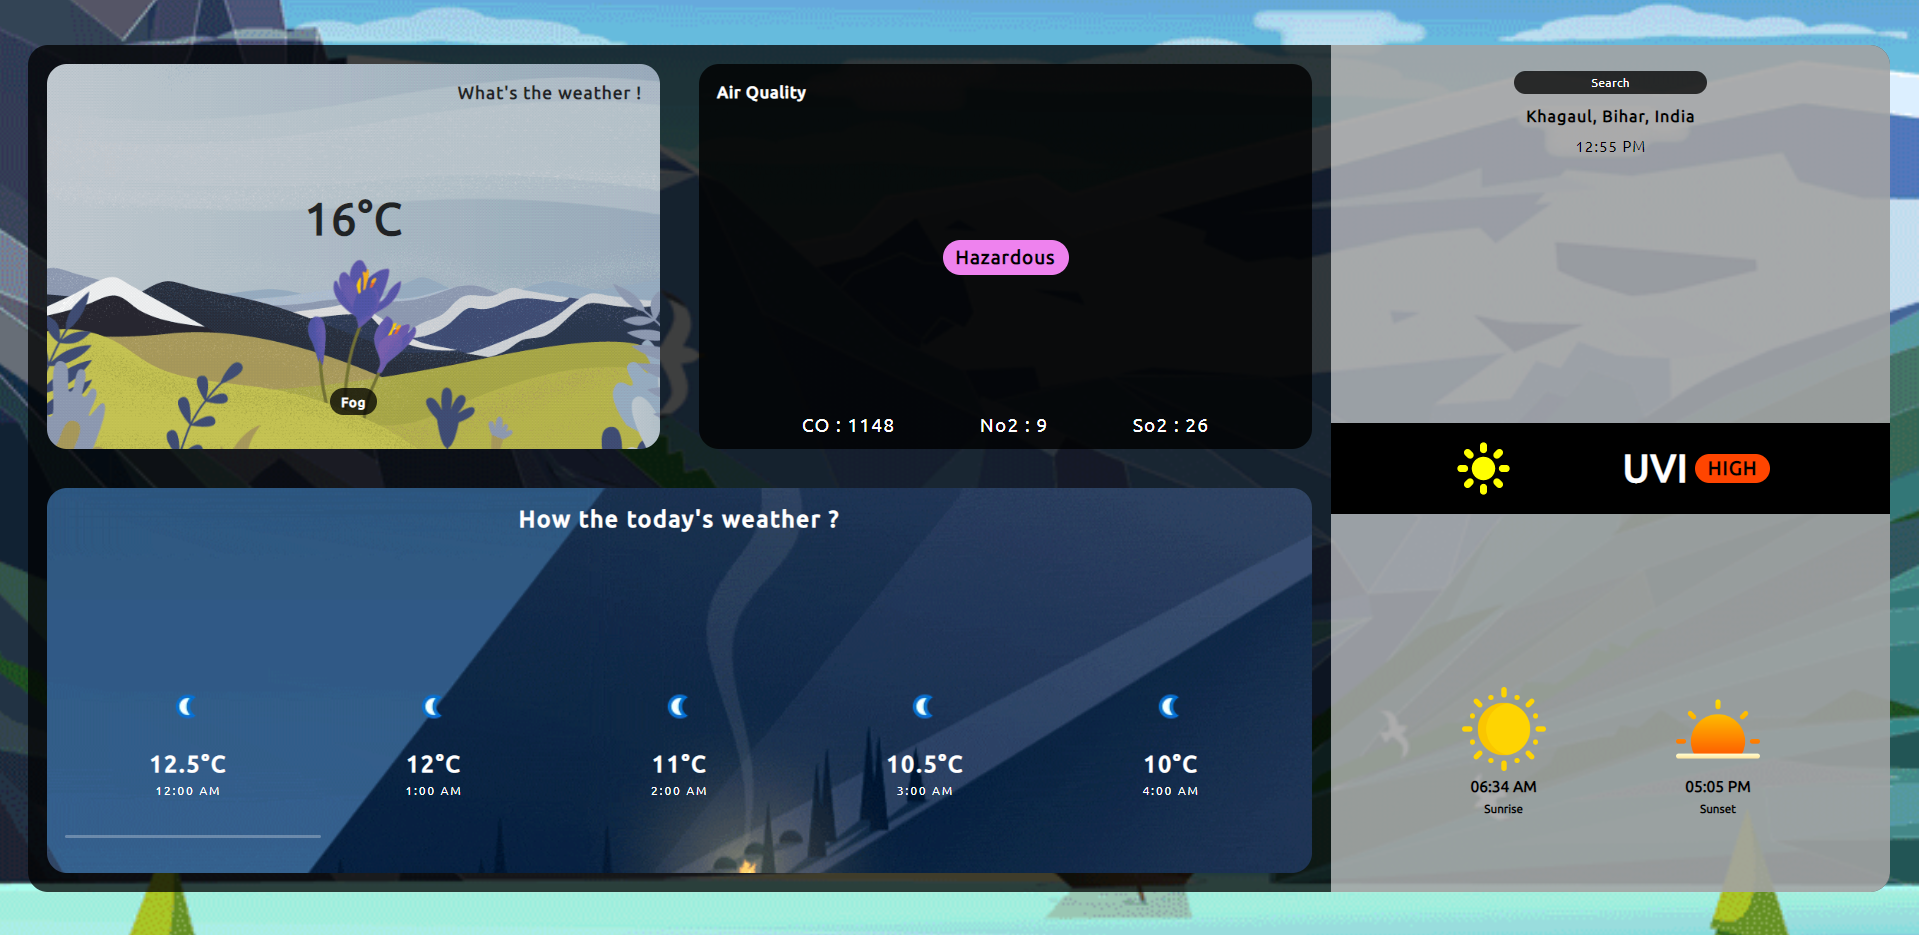 What's the weather !
16°C
Fog
Air Quality
Hazardous
CO : 1148 No2 : 9 So2 : 26
How the today's weather ?
12.5°C 12°C 11°C 10.5°C 10°C
12:00 AM 1:00 AM 2:00 AM 3:00 AM 4:00 AM
Search
Khagaul, Bihar, India
12:55 PM
UVI HIGH
06:34 AM 05:05 PM
Sunrise Sunset